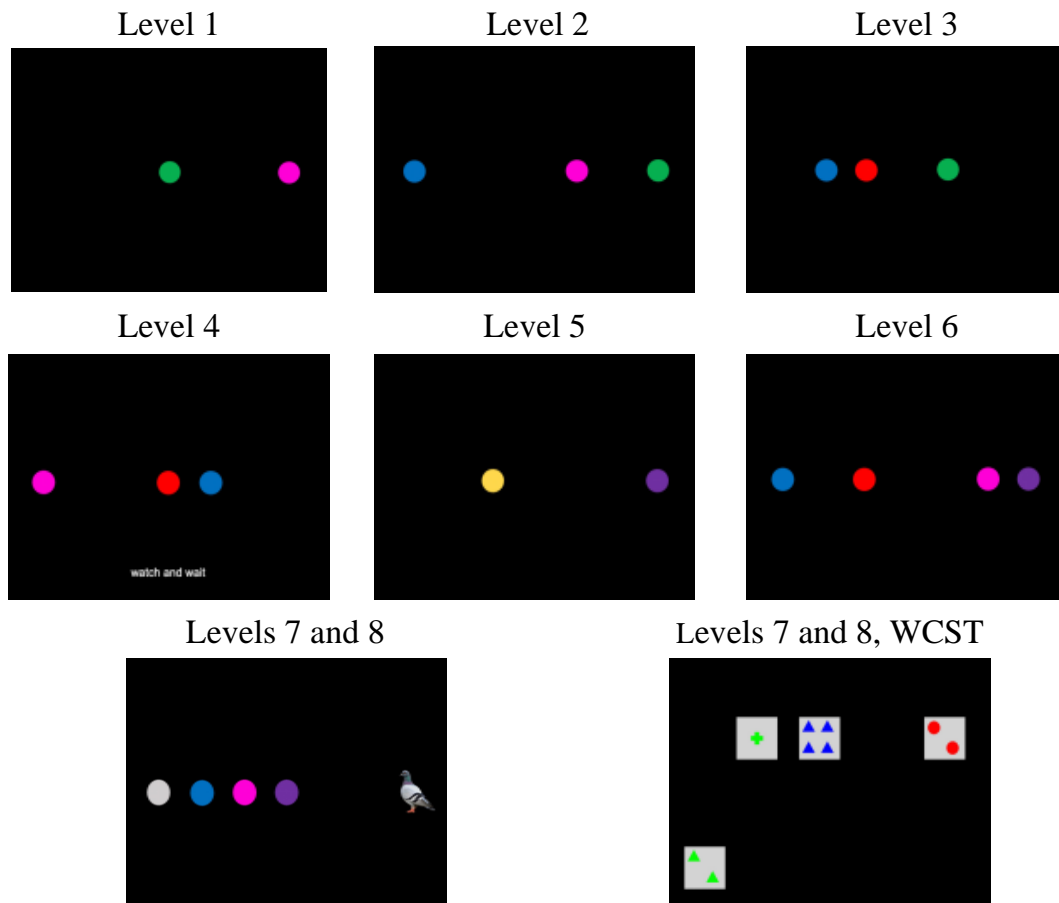 Level 1
Level 2
Level 3
Level 4
Level 5
Level 6
watch and wait
Levels 7 and 8
Levels 7 and 8, WCST